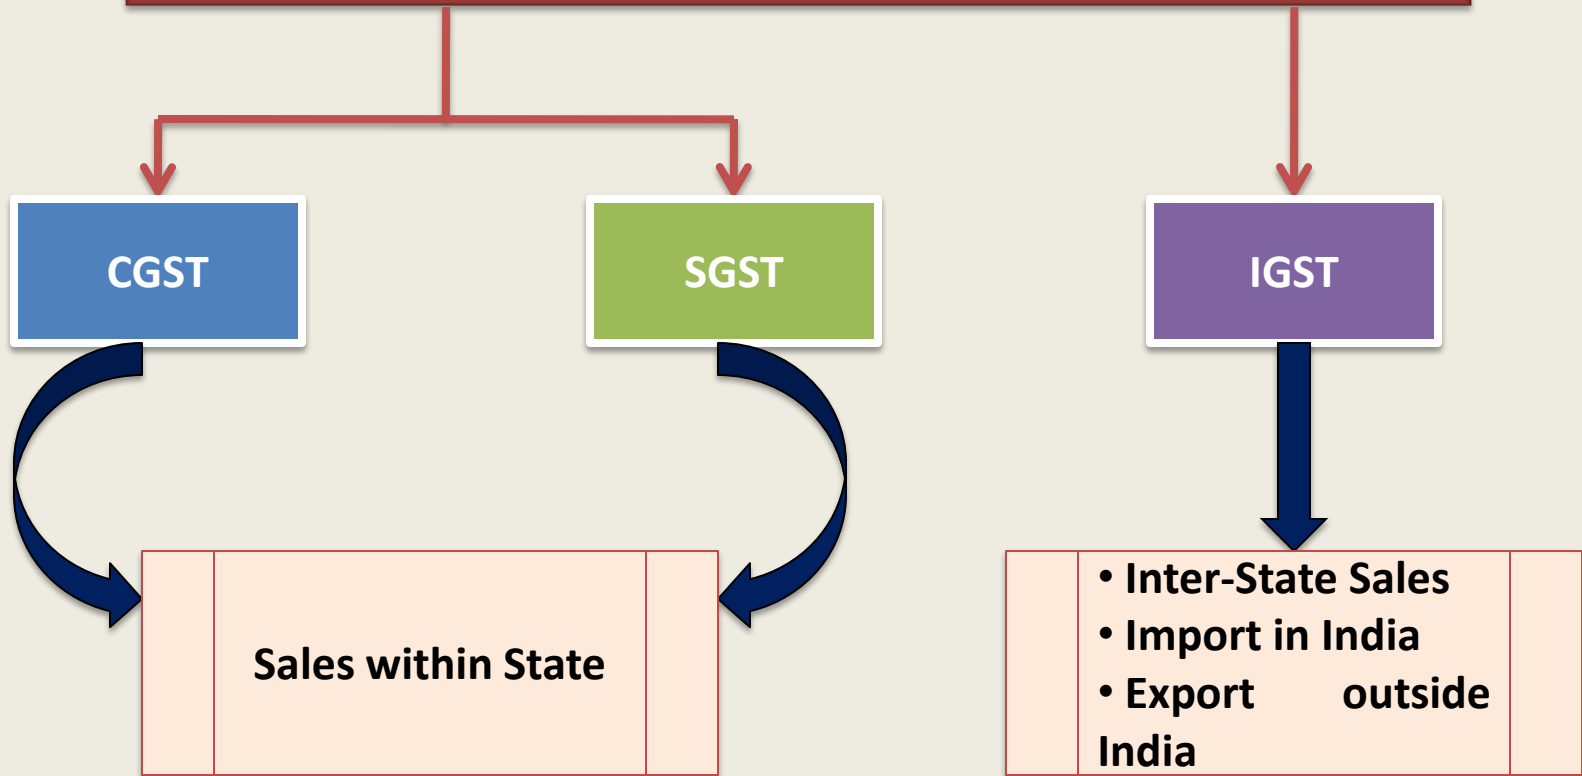 CGST
SGST
IGST
Sales within State
• Inter-State Sales
• Import in India
• Export outside
India